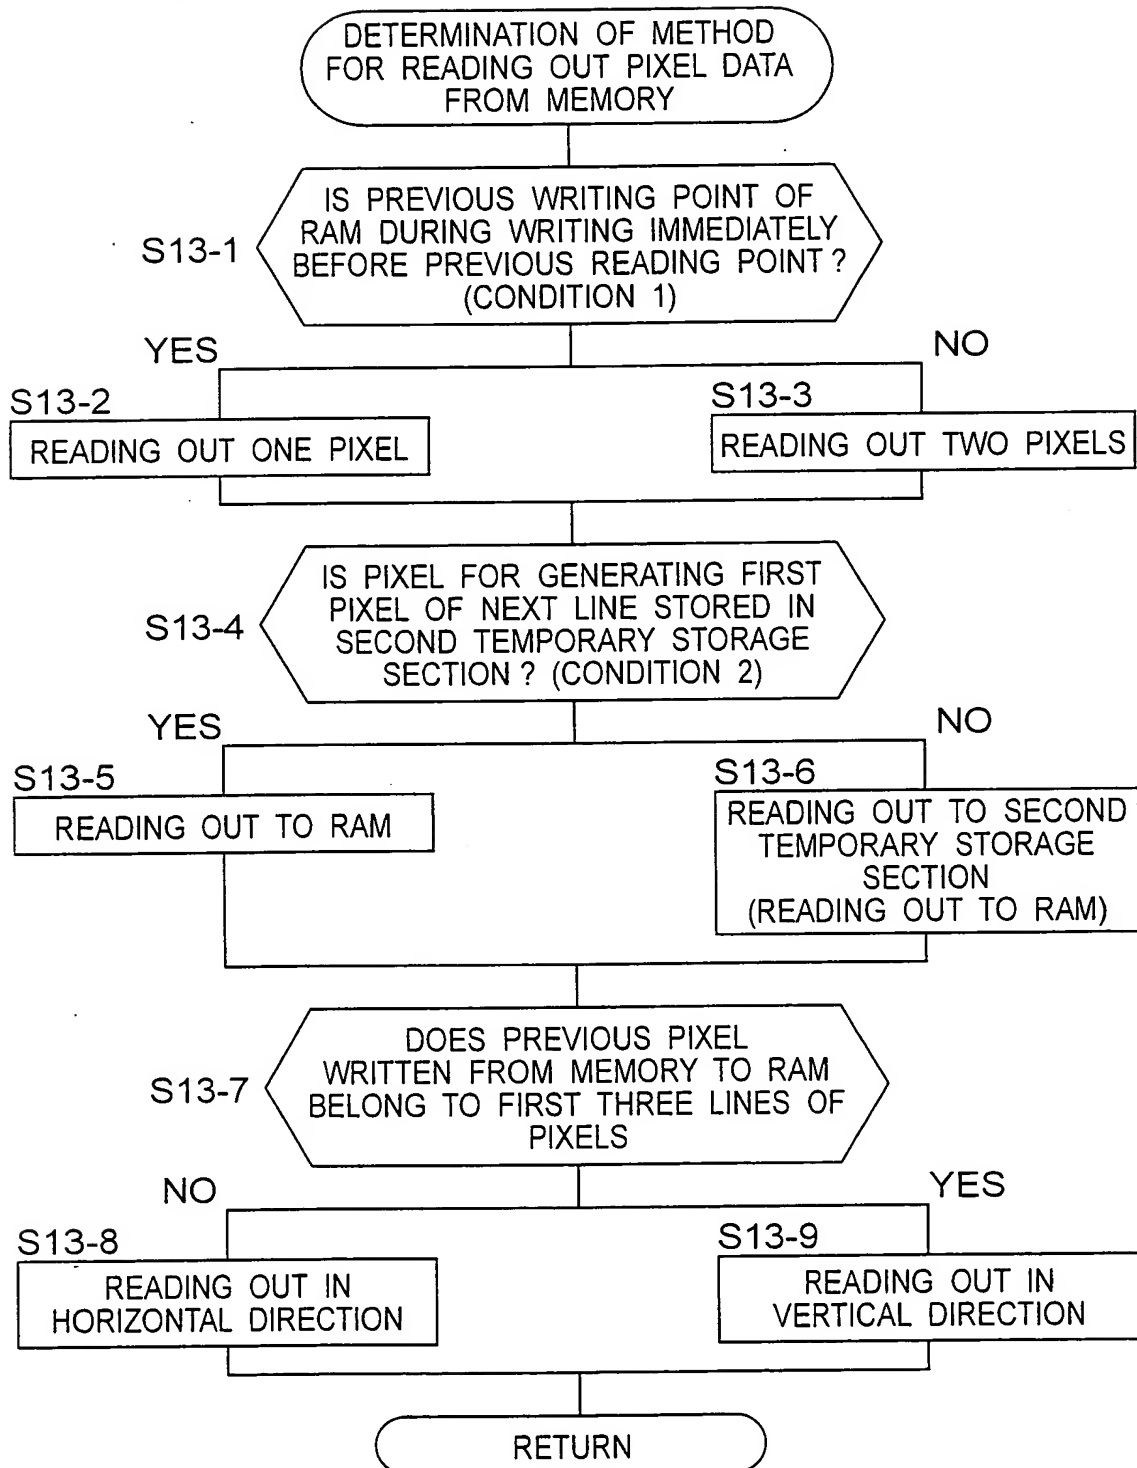 DETERMINATION OF METHOD
FOR READING OUT PIXEL DATA
FROM MEMORY
S13-1
IS PREVIOUS WRITING POINT OF
RAM DURING WRITING IMMEDIATELY
BEFORE PREVIOUS READING POINT ?
(CONDITION 1)
YES
NO
S13-2
READING OUT ONE PIXEL
S13-3
READING OUT TWO PIXELS
S13-4
IS PIXEL FOR GENERATING FIRST
PIXEL OF NEXT LINE STORED IN
SECOND TEMPORARY STORAGE
SECTION ? (CONDITION 2)
YES
NO
S13-5
READING OUT TO RAM
S13-6
READING OUT TO SECOND
TEMPORARY STORAGE
SECTION
(READING OUT TO RAM)
S13-7
DOES PREVIOUS PIXEL
WRITTEN FROM MEMORY TO RAM
BELONG TO FIRST THREE LINES OF
PIXELS
NO
YES
S13-8
READING OUT IN
HORIZONTAL DIRECTION
S13-9
READING OUT IN
VERTICAL DIRECTION
RETURN